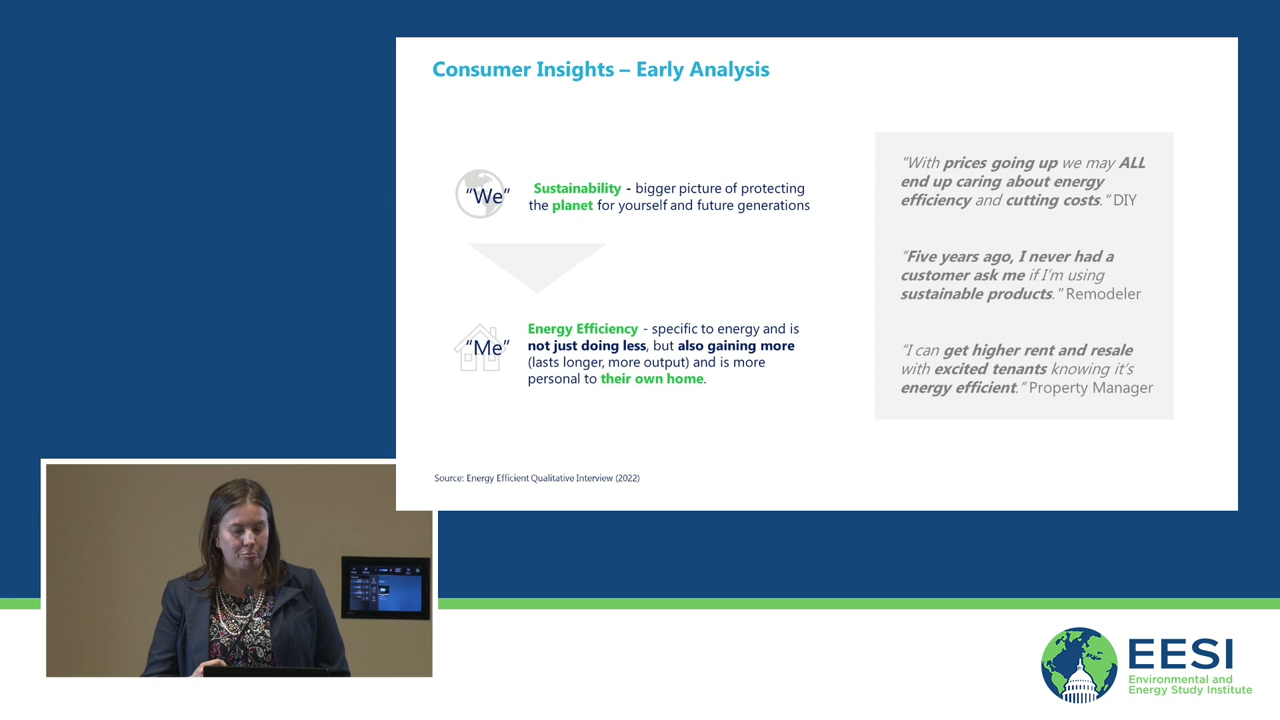 Consumer Insights – Early Analysis
“We”
Sustainability - bigger picture of protecting
the planet for yourself and future generations
“Me”
Energy Efficiency - specific to energy and is
not just doing less, but also gaining more
(lasts longer, more output) and is more
personal to their own home.
"With prices going up we may ALL
end up caring about energy
efficiency and cutting costs." DIY
“Five years ago, I never had a
customer ask me if I’m using
sustainable products." Remodeler
“I can get higher rent and resale
with excited tenants knowing it’s
energy efficient.” Property Manager
Source: Energy Efficient Qualitative Interview (2022)
EESI
Environmental and
Energy Study Institute